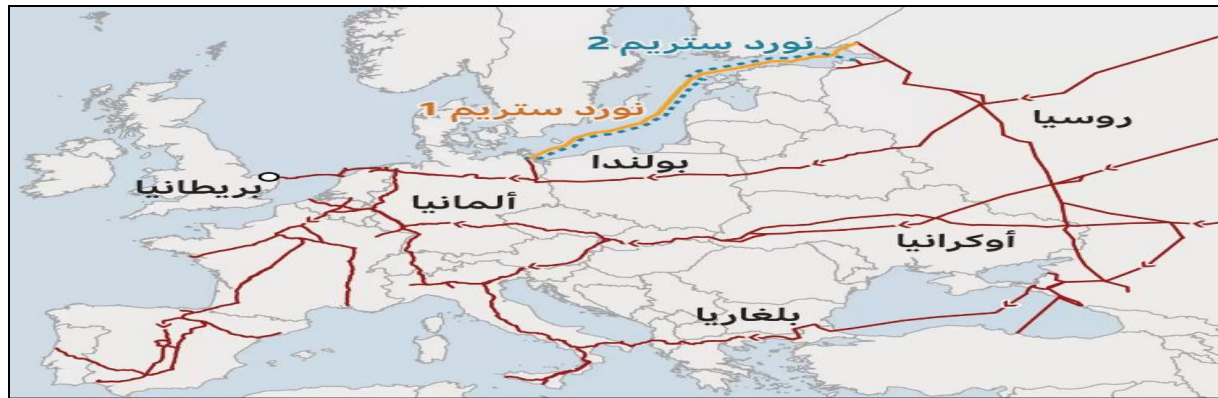 نورد ستريم 2
نورد ستريم 1
روسيا
بولندا
بريطانيا
ألمانيا
أوكرانيا
بلغاريا